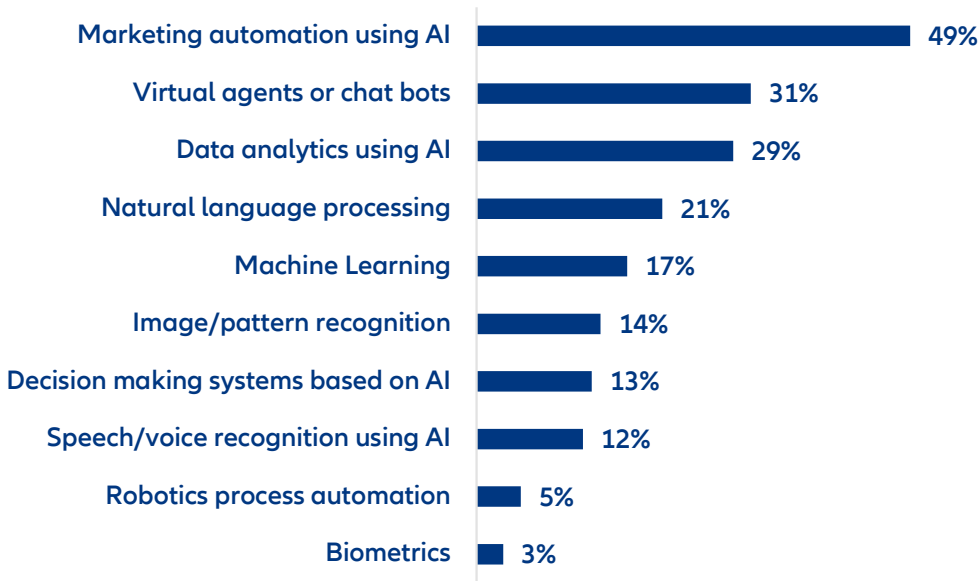 Marketing automation using AI 49%
Virtual agents or chat bots 31%
Data analytics using AI 29%
Natural language processing 21%
Machine Learning 17%
Image/pattern recognition 14%
Decision making systems based on AI 13%
Speech/voice recognition using AI 12%
Robotics process automation 5%
Biometrics 3%